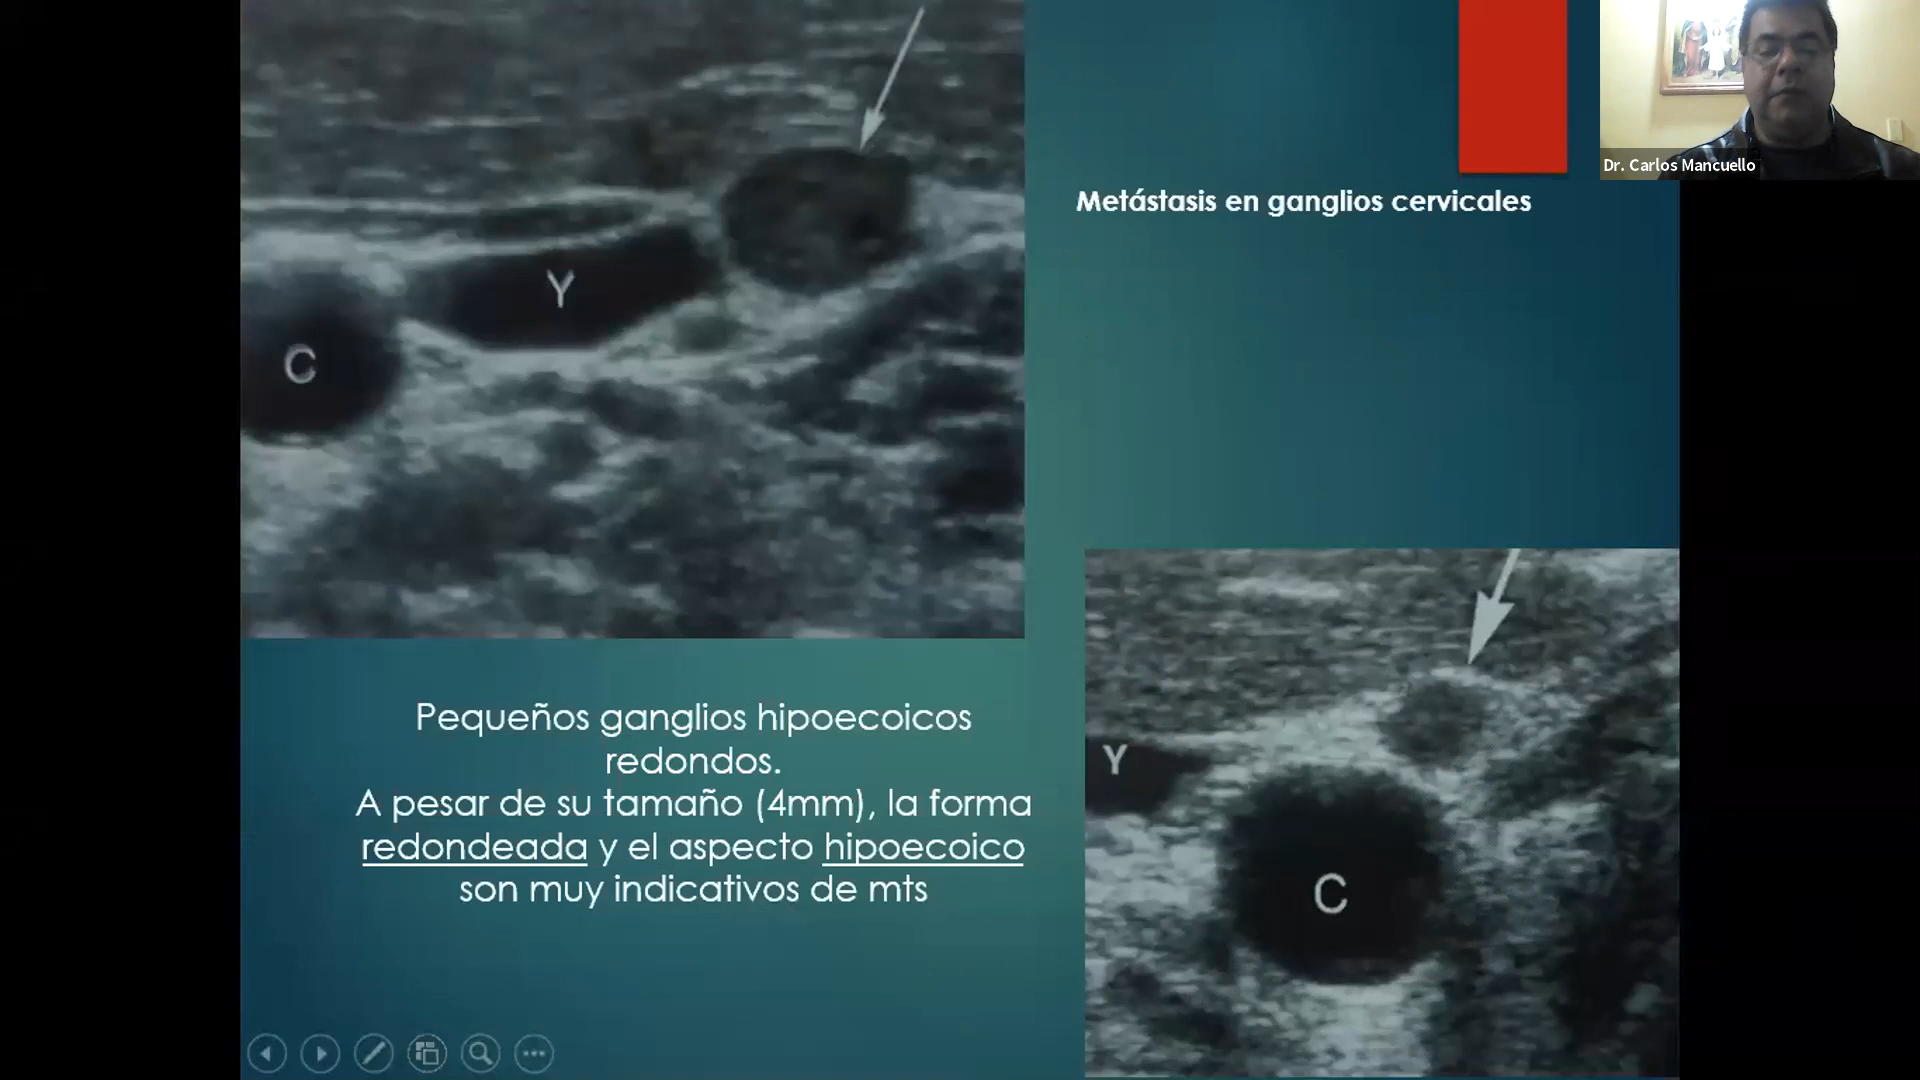 Dr. Carlos Mancuello
Metástasis en ganglios cervicales
Y
C
Pequeños ganglios hipoecoicos
redondos.
A pesar de su tamaño (4mm), la forma
redondeada y el aspecto hipoecoico
son muy indicativos de mts
Y
C